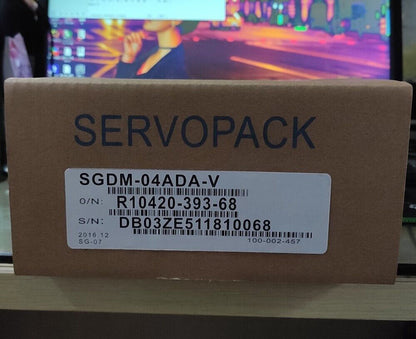 SERVOPACK
SGDM-04ADA-V
O/N: R10420-393-68
S/N: DB03ZE511810068
2016 12
SG-07 100-002-457